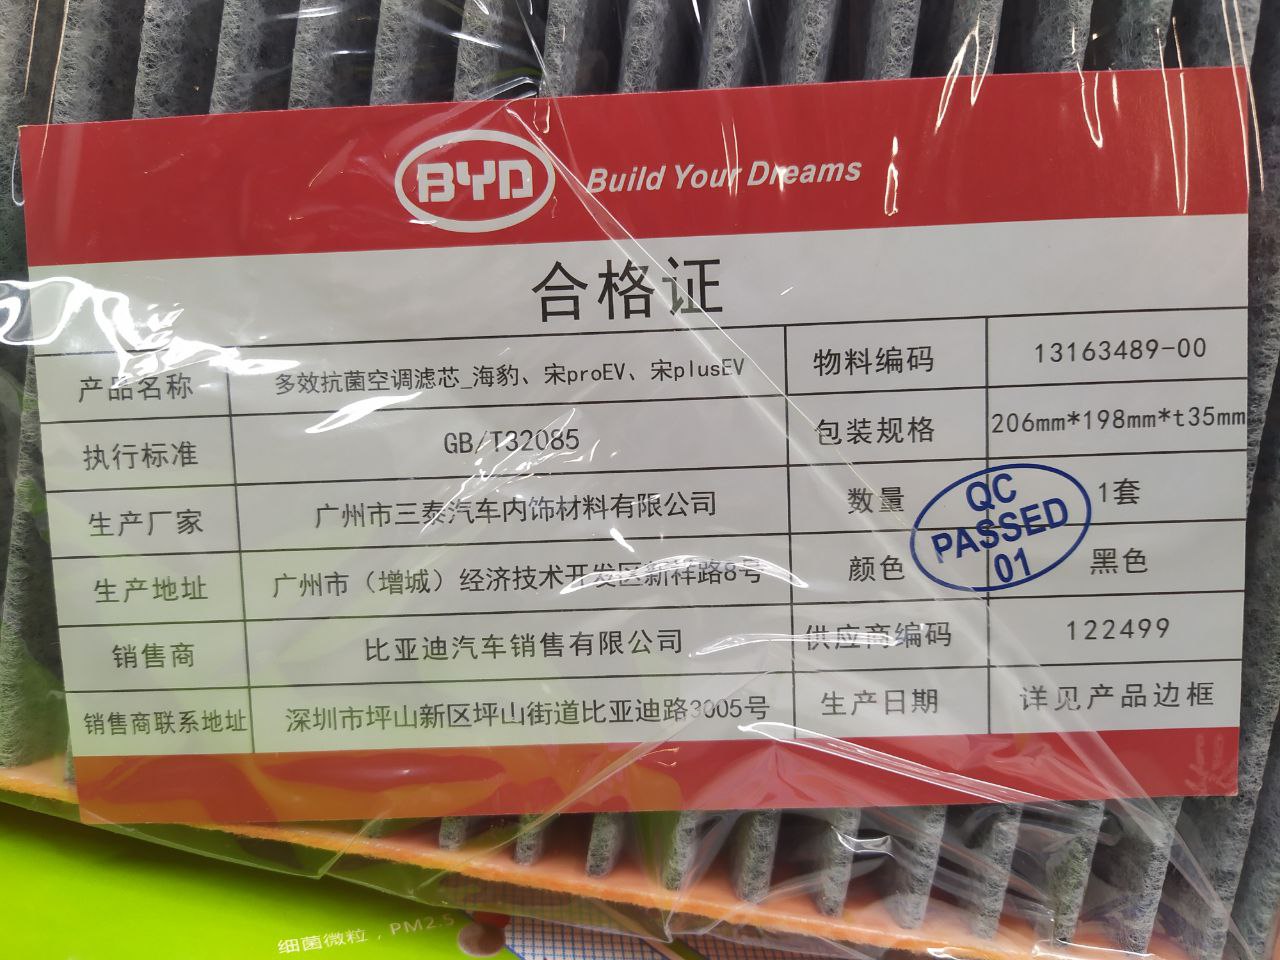 BYD Build Your Dreams
合格证
产品名称 多效抗菌空调滤芯_海豹、宋proEV、宋plusEV 物料编码 13163489-00
执行标准 GB/T32085 包装规格 206mm*198mm*t35mm
生产厂家 广州市三泰汽车内饰材料有限公司 数量 1套
生产地址 广州市（增城）经济技术开发区新祥路8号 颜色 黑色
销售商 比亚迪汽车销售有限公司 供应商编码 122499
销售商联系地址 深圳市坪山新区坪山街道比亚迪路3005号 生产日期 详见产品边框
QC
PASSED
01
细菌微粒，PM2.5